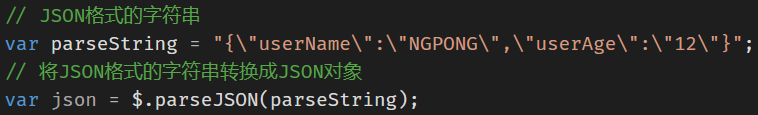 // JSON格式的字符串
var parseString = "{\"userName\":\"NGPONG\",\"userAge\":\"12\"}";
// 将JSON格式的字符串转换成JSON对象
var json = $.parseJSON(parseString);